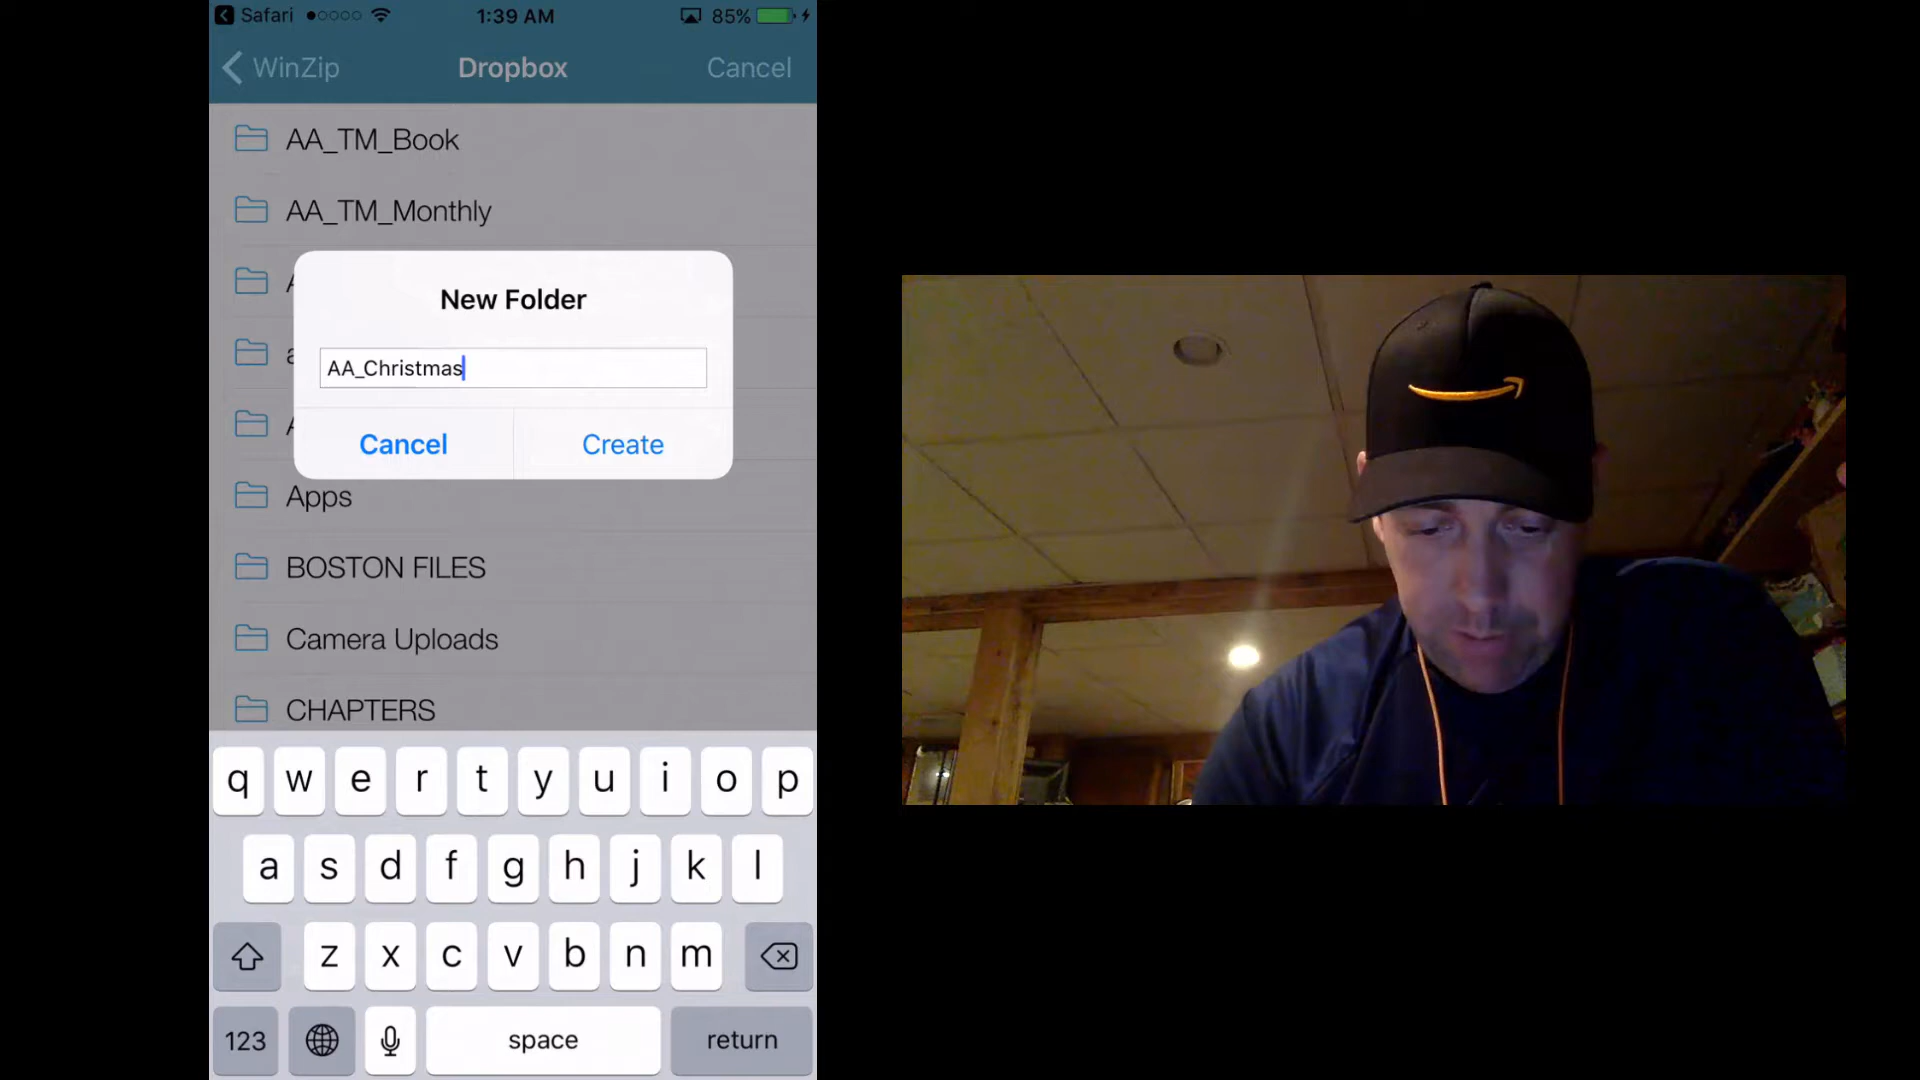 Safari 1:39 AM 85%
WinZip Dropbox Cancel
AA_TM_Book
AA_TM_Monthly
New Folder
AA_Christmas
Cancel Create
Apps
BOSTON FILES
Camera Uploads
CHAPTERS
q w e r t y u i o p
a s d f g h j k l
z x c v b n m
123 space return